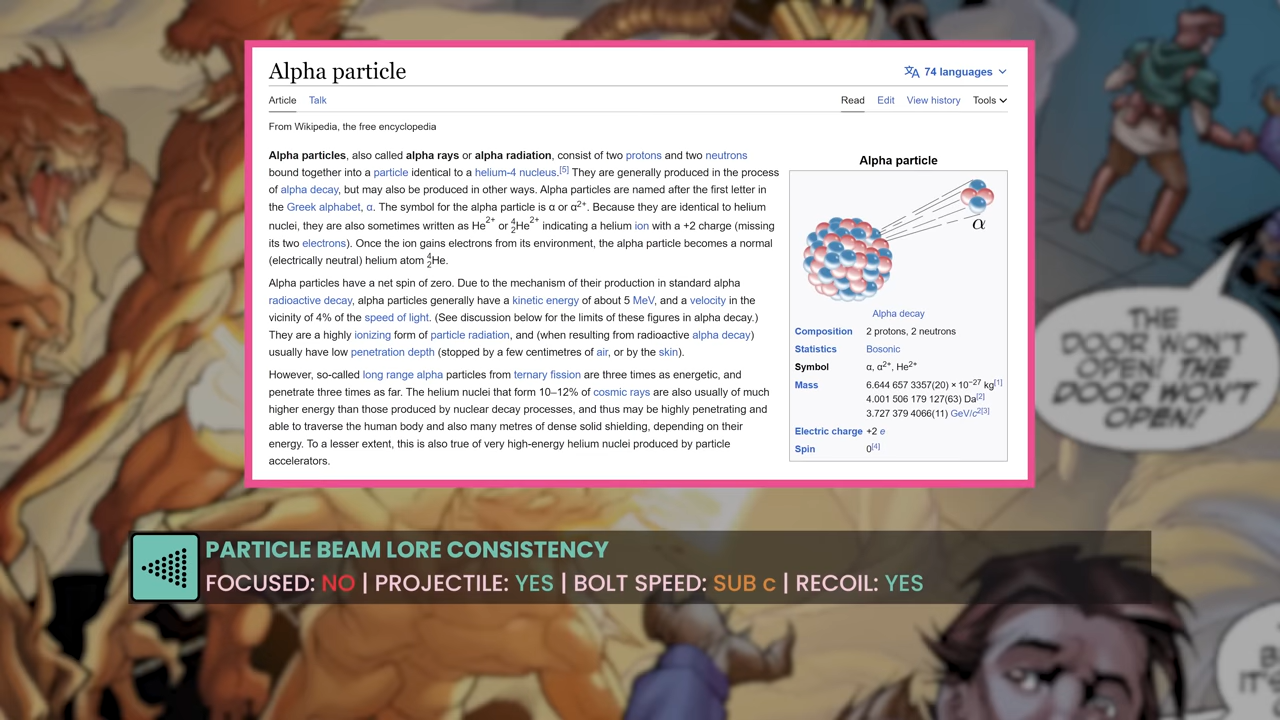 Alpha particle
74 languages
Article Talk
Read Edit View history Tools
From Wikipedia, the free encyclopedia
Alpha particles, also called alpha rays or alpha radiation, consist of two protons and two neutrons
bound together into a particle identical to a helium-4 nucleus.[5] They are generally produced in the process
of alpha decay, but may also be produced in other ways. Alpha particles are named after the first letter in
the Greek alphabet, α. The symbol for the alpha particle is α or α²⁺. Because they are identical to helium
nuclei, they are also sometimes written as He²⁺ or ⁴₂He²⁺ indicating a helium ion with a +2 charge (missing
its two electrons). Once the ion gains electrons from its environment, the alpha particle becomes a normal
(electrically neutral) helium atom ⁴₂He.
Alpha particles have a net spin of zero. Due to the mechanism of their production in standard alpha
radioactive decay, alpha particles generally have a kinetic energy of about 5 MeV, and a velocity in the
vicinity of 4% of the speed of light. (See discussion below for the limits of these figures in alpha decay.)
They are a highly ionizing form of particle radiation, and (when resulting from radioactive alpha decay)
usually have low penetration depth (stopped by a few centimetres of air, or by the skin).
However, so-called long range alpha particles from ternary fission are three times as energetic, and
penetrate three times as far. The helium nuclei that form 10–12% of cosmic rays are also usually of much
higher energy than those produced by nuclear decay processes, and thus may be highly penetrating and
able to traverse the human body and also many metres of dense solid shielding, depending on their
energy. To a lesser extent, this is also true of very high-energy helium nuclei produced by particle
accelerators.
Alpha particle
α
Alpha decay
Composition 2 protons, 2 neutrons
Statistics Bosonic
Symbol α, α²⁺, He²⁺
Mass 6.644 657 3357(20) × 10⁻²⁷ kg[1]
4.001 506 179 127(63) Da[2]
3.727 379 4066(11) GeV/c²[3]
Electric charge +2 e
Spin 0[4]
THE
DOOR WON'T
OPEN! THE
DOOR WON'T
OPEN!
PARTICLE BEAM LORE CONSISTENCY
FOCUSED: NO | PROJECTILE: YES | BOLT SPEED: SUB c | RECOIL: YES